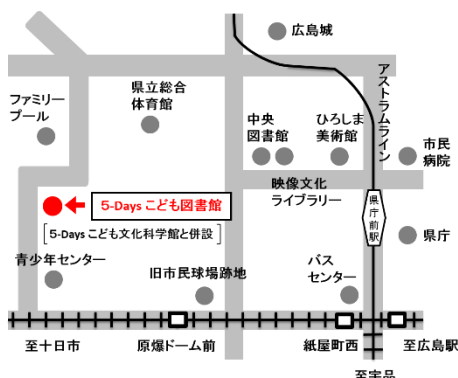 広島城
アストラムライン
ファミリー
プール
県立総合
体育館
中央
図書館
ひろしま
美術館
市民
病院
映像文化
ライブラリー
5-Days こども図書館
[5-Days こども文化科学館と併設]
県庁前駅
県庁
青少年センター
旧市民球場跡地
バス
センター
至十日市
原爆ドーム前
紙屋町西
至広島駅
至宇品